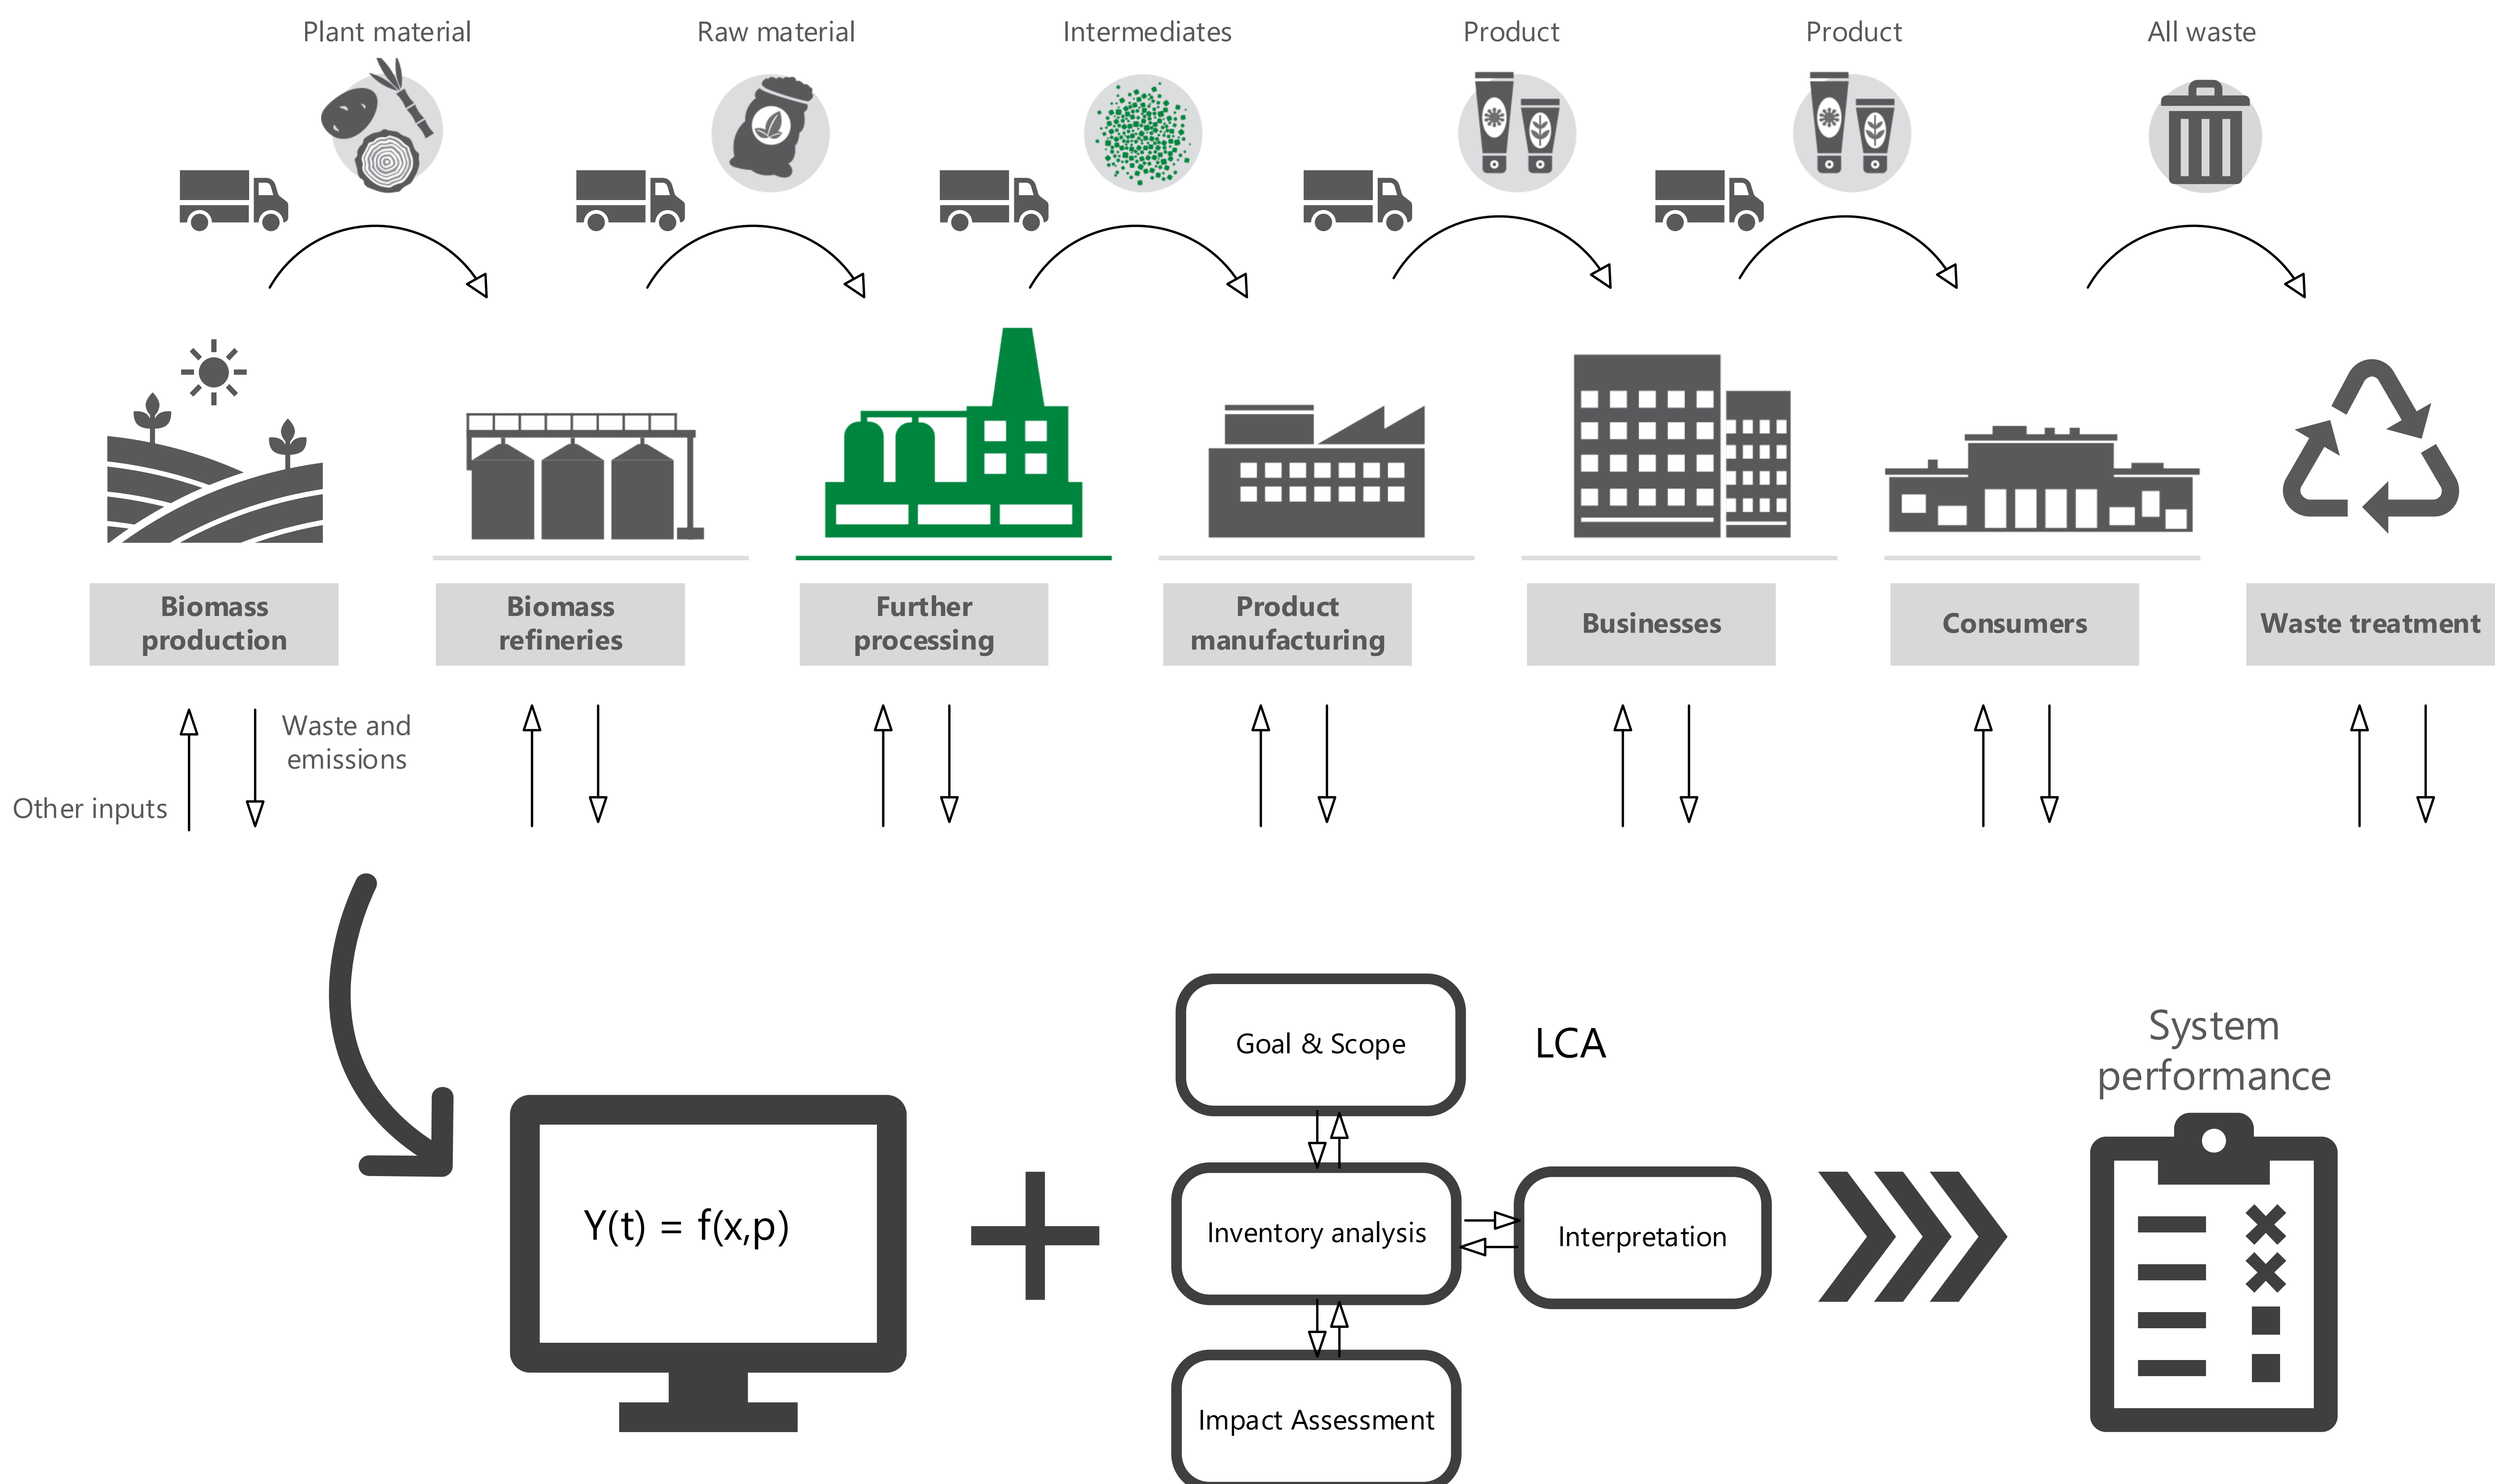 Plant material
Raw material
Intermediates
Product
Product
All waste
Biomass
production
Biomass
refineries
Further
processing
Product
manufacturing
Businesses
Consumers
Waste treatment
Waste and
emissions
Other inputs
Goal & Scope
LCA
System
performance
Y(t) = f(x,p)
Inventory analysis
Interpretation
Impact Assessment